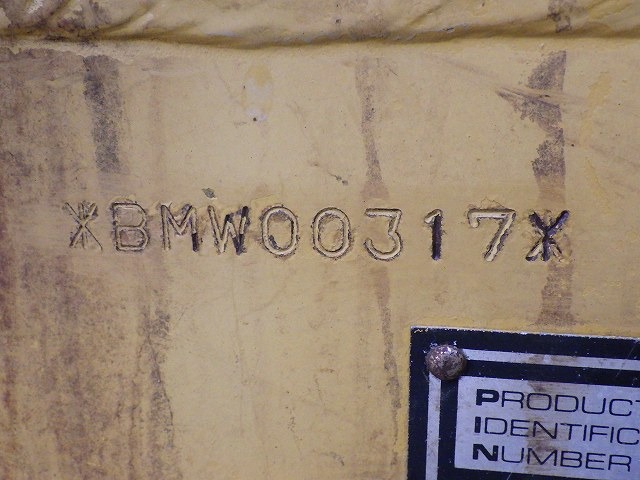 *BMW00317*
PRODUCT
IDENTIFIC
NUMBER